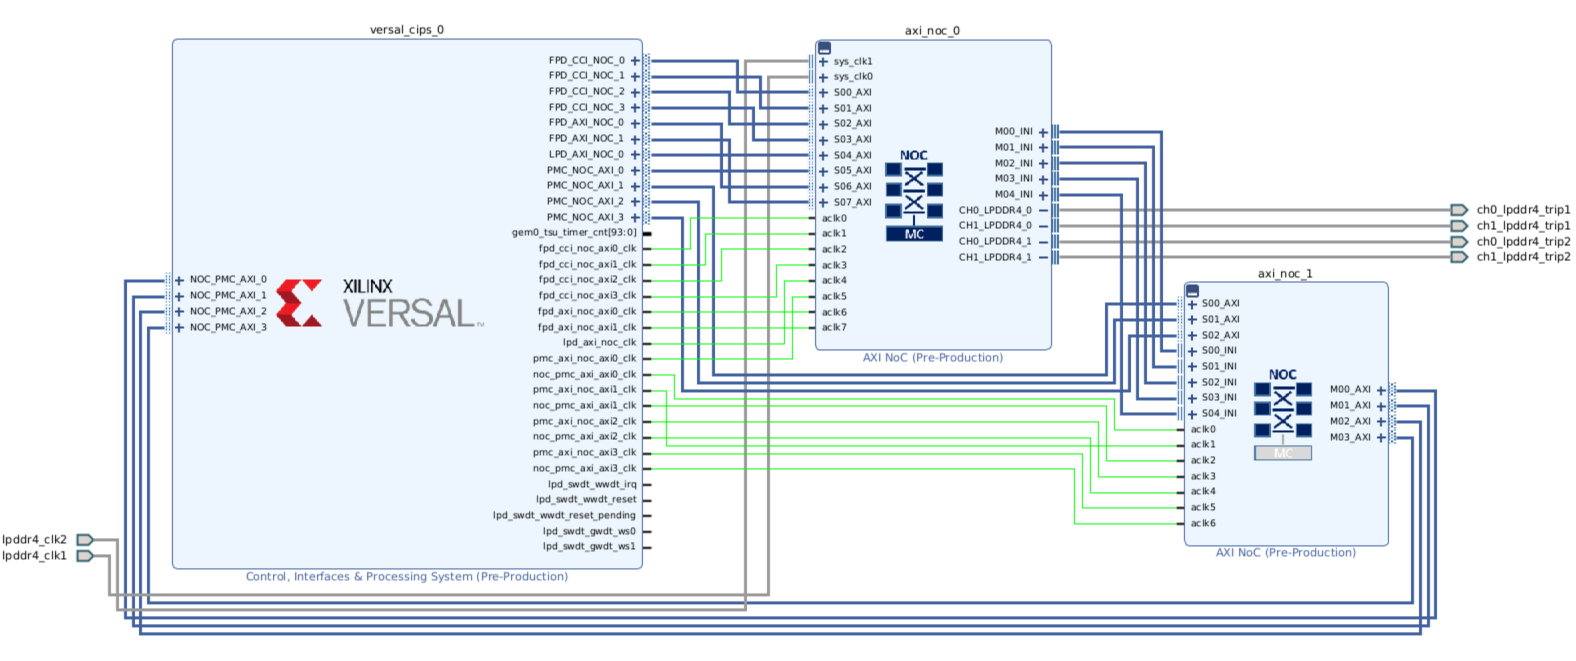 versal_cips_0
FPD_CCI_NOC_0
FPD_CCI_NOC_1
FPD_CCI_NOC_2
FPD_CCI_NOC_3
FPD_AXI_NOC_0
FPD_AXI_NOC_1
LPD_AXI_NOC_0
PMC_NOC_AXI_0
PMC_NOC_AXI_1
PMC_NOC_AXI_2
PMC_NOC_AXI_3
gem0_tsu_timer_cnt[93:0]
fpd_cci_noc_axi0_clk
fpd_cci_noc_axi1_clk
fpd_cci_noc_axi2_clk
fpd_cci_noc_axi3_clk
fpd_axi_noc_axi0_clk
fpd_axi_noc_axi1_clk
lpd_axi_noc_clk
pmc_axi_noc_axi0_clk
noc_pmc_axi_axi0_clk
pmc_axi_noc_axi1_clk
noc_pmc_axi_axi1_clk
pmc_axi_noc_axi2_clk
noc_pmc_axi_axi2_clk
pmc_axi_noc_axi3_clk
noc_pmc_axi_axi3_clk
lpd_swdt_wwdt_irq
lpd_swdt_wwdt_reset
lpd_swdt_wwdt_reset_pending
lpd_swdt_gwdt_ws0
lpd_swdt_gwdt_ws1
NOC_PMC_AXI_0
NOC_PMC_AXI_1
NOC_PMC_AXI_2
NOC_PMC_AXI_3
XILINX
VERSAL™
Control, Interfaces & Processing System (Pre-Production)
lpddr4_clk2
lpddr4_clk1
axi_noc_0
sys_clk1
sys_clk0
S00_AXI
S01_AXI
S02_AXI
S03_AXI
S04_AXI
S05_AXI
S06_AXI
S07_AXI
aclk0
aclk1
aclk2
aclk3
aclk4
aclk5
aclk6
aclk7
NOC
MC
M00_INI
M01_INI
M02_INI
M03_INI
M04_INI
CH0_LPDDR4_0
CH1_LPDDR4_0
CH0_LPDDR4_1
CH1_LPDDR4_1
AXI NoC (Pre-Production)
ch0_lpddr4_trip1
ch1_lpddr4_trip1
ch0_lpddr4_trip2
ch1_lpddr4_trip2
axi_noc_1
S00_AXI
S01_AXI
S02_AXI
S00_INI
S01_INI
S02_INI
S03_INI
S04_INI
aclk0
aclk1
aclk2
aclk3
aclk4
aclk5
aclk6
NOC
MC
M00_AXI
M01_AXI
M02_AXI
M03_AXI
AXI NoC (Pre-Production)